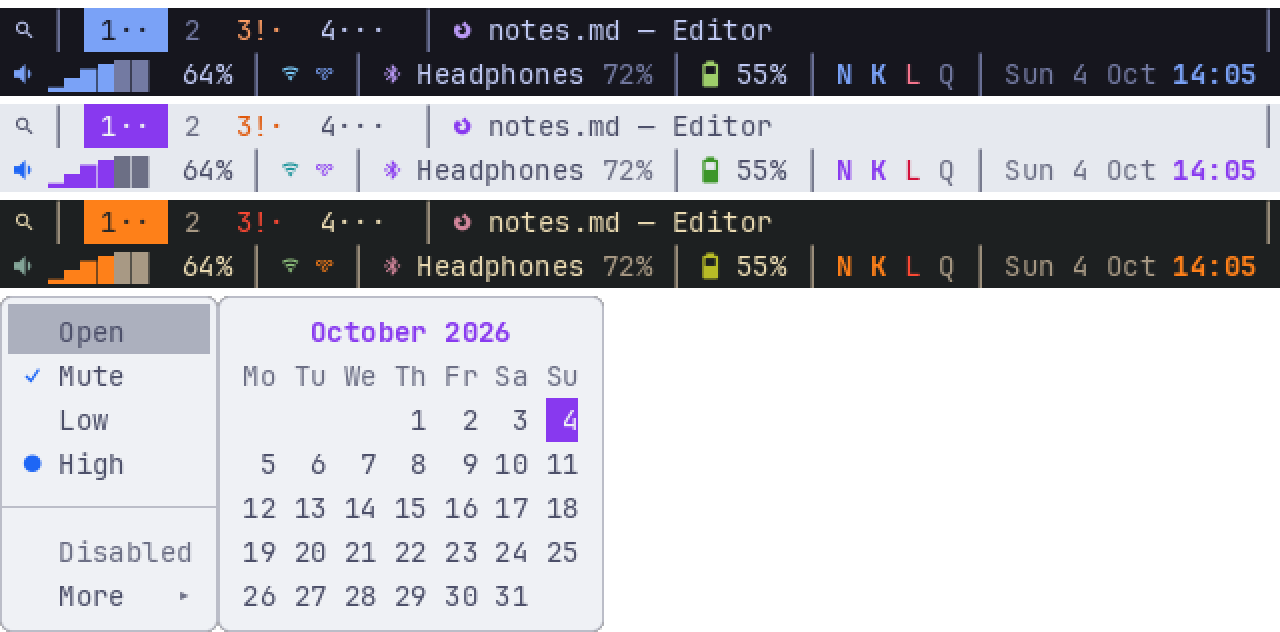 1·· 2 3!· 4··· notes.md — Editor
64% Headphones 72% 55% N K L Q Sun 4 Oct 14:05
1·· 2 3!· 4··· notes.md — Editor
64% Headphones 72% 55% N K L Q Sun 4 Oct 14:05
1·· 2 3!· 4··· notes.md — Editor
64% Headphones 72% 55% N K L Q Sun 4 Oct 14:05
Open
Mute
Low
High
Disabled
More
October 2026
Mo Tu We Th Fr Sa Su
1 2 3 4
5 6 7 8 9 10 11
12 13 14 15 16 17 18
19 20 21 22 23 24 25
26 27 28 29 30 31